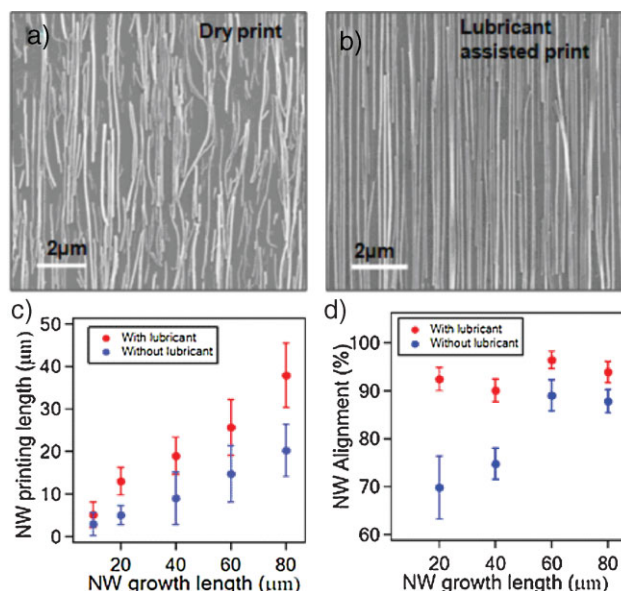 a)
Dry print
2μm
b)
Lubricant
assisted print
2μm
c)
With lubricant
Without lubricant
NW printing length (μm)
50
40
30
20
10
0
20
40
60
80
NW growth length (μm)
d)
With lubricant
Without lubricant
NW Alignment (%)
100
90
80
70
60
20
40
60
80
NW growth length (μm)